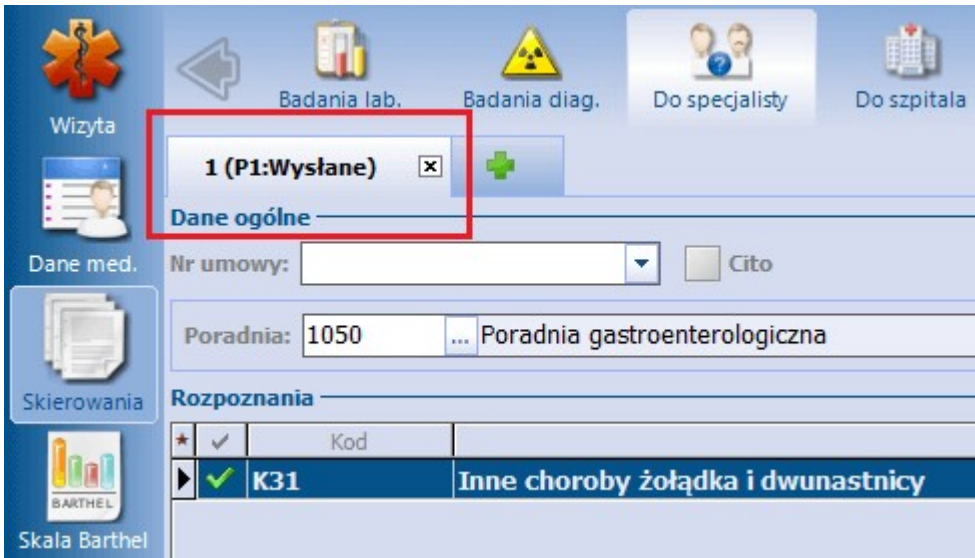 Wizyta
Badania lab.
Badania diag.
Do specjalisty
Do szpitala
1 (P1:Wysłane)
Dane ogólne
Dane med.
Nr umowy:
Cito
Poradnia: 1050 ... Poradnia gastroenterologiczna
Skierowania
Rozpoznania
Kod
K31 Inne choroby żołądka i dwunastnicy
BARTHEL
Skala Barthel